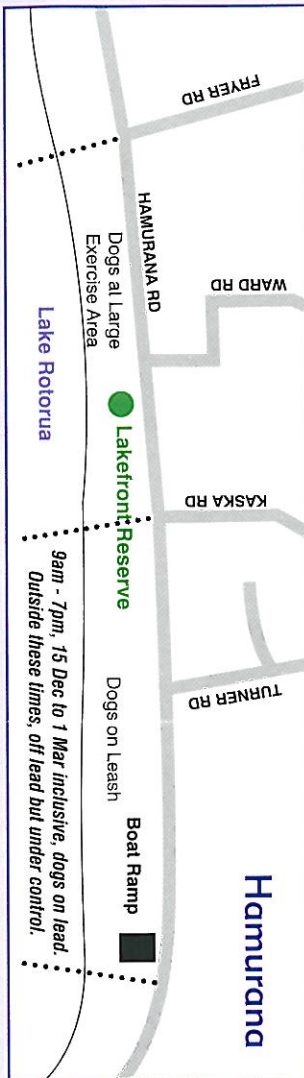 Hamurana
FRYER RD
WARD RD
KASKA RD
TURNER RD
HAMURANA RD
Dogs at Large
Exercise Area
Lakefront Reserve
Dogs on Leash
Boat Ramp
Lake Rotorua
9am - 7pm, 15 Dec to 1 Mar inclusive, dogs on lead.
Outside these times, off lead but under control.